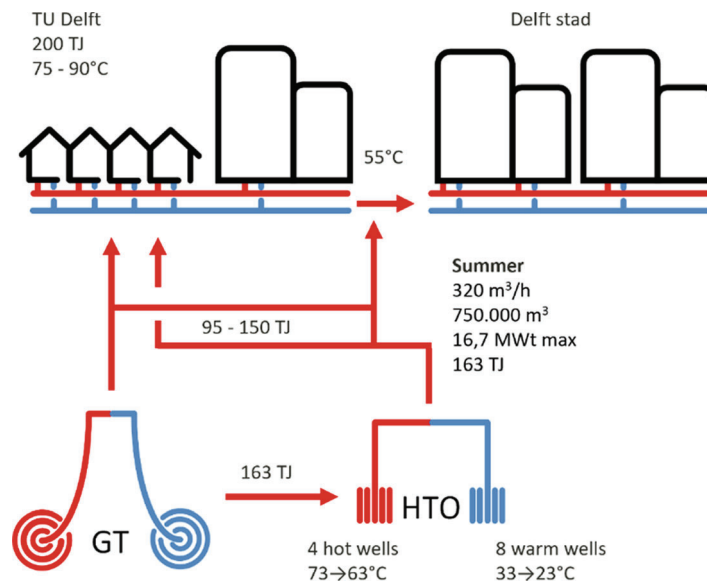 TU Delft
200 TJ
75 - 90°C
Delft stad
55°C
Summer
320 m³/h
750.000 m³
16,7 MWt max
163 TJ
95 - 150 TJ
163 TJ
GT
HTO
4 hot wells
73→63°C
8 warm wells
33→23°C